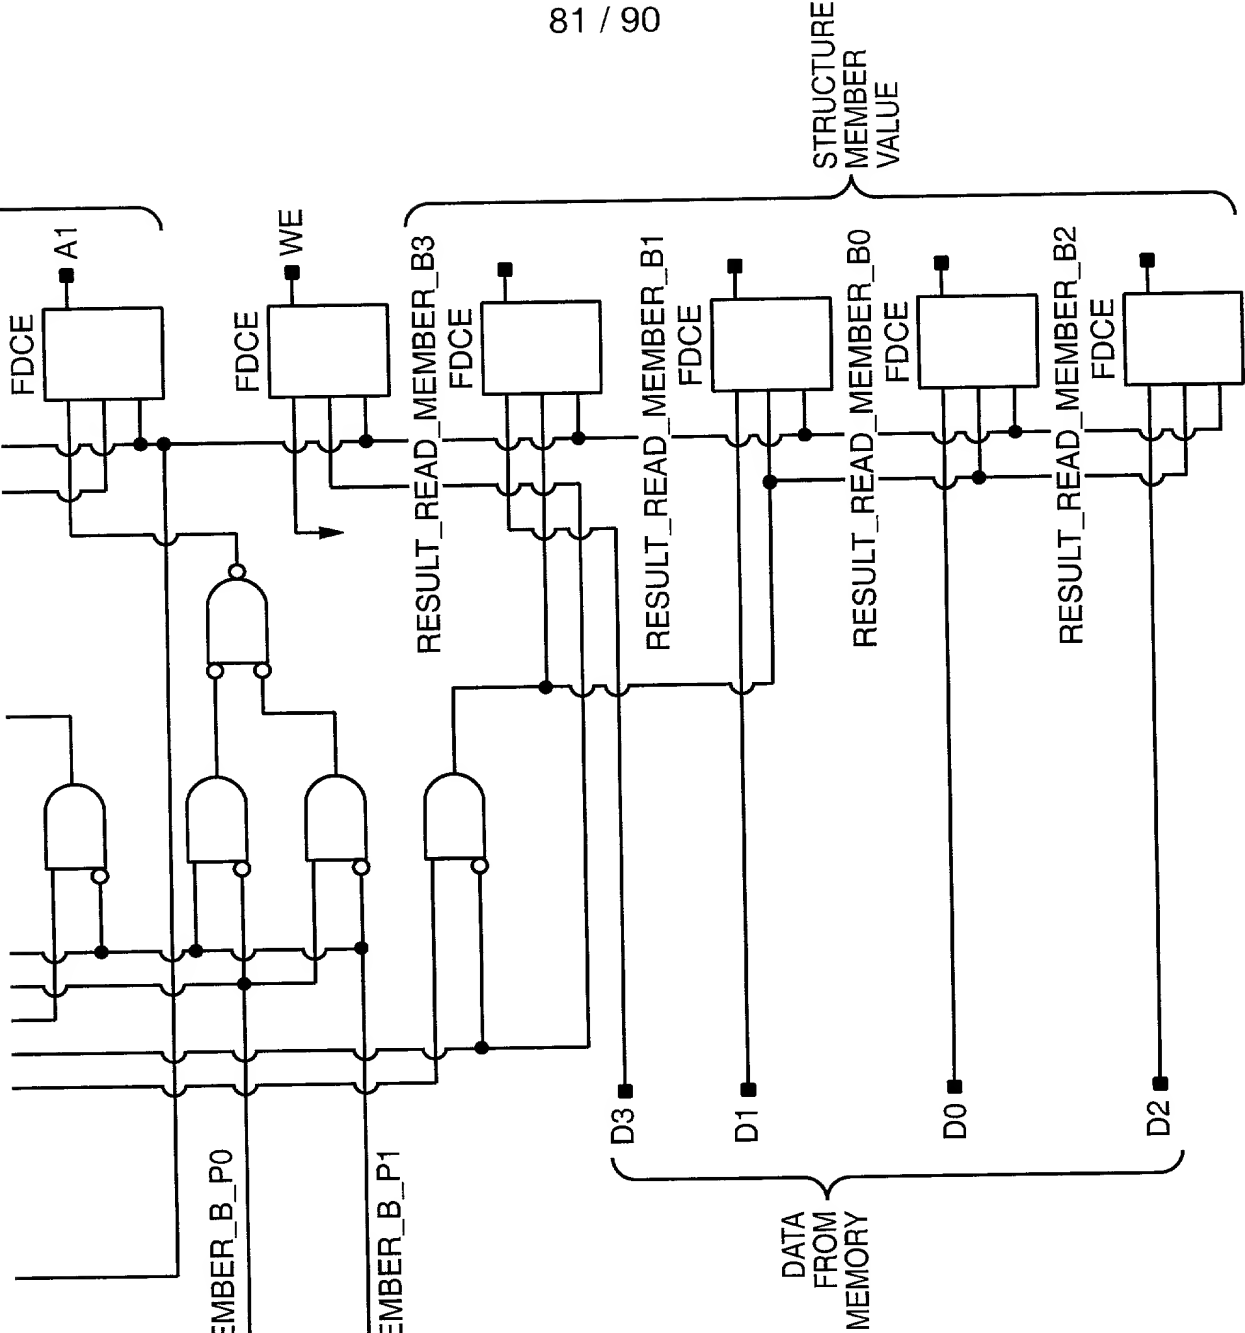 81 / 90
STRUCTURE
MEMBER
VALUE
A1
FDCE
WE
FDCE
RESULT_READ_MEMBER_B3
FDCE
RESULT_READ_MEMBER_B1
FDCE
RESULT_READ_MEMBER_B0
FDCE
RESULT_READ_MEMBER_B2
FDCE
D3
D1
D0
D2
DATA
FROM
MEMORY
EMBER_B_P0
EMBER_B_P1